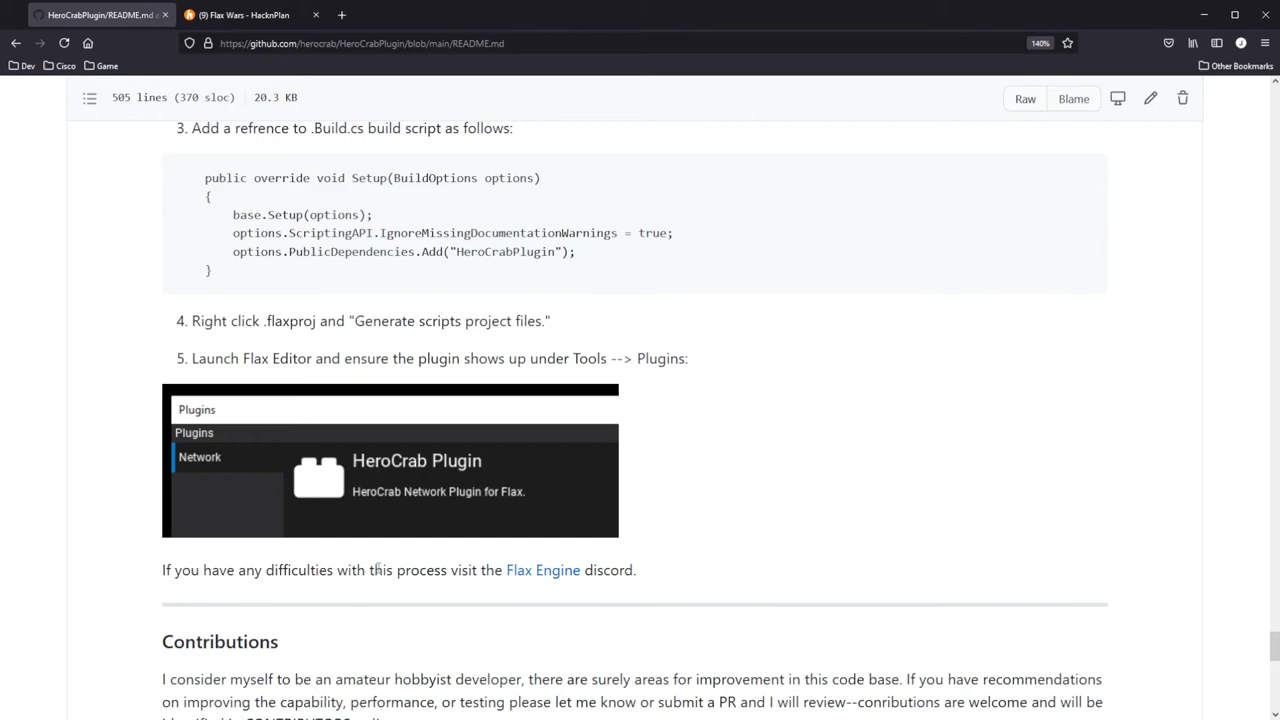 HeroCrabPlugin/README.md a
(9) Flax Wars - HacknPlan
https://github.com/herocrab/HeroCrabPlugin/blob/main/README.md
140%
J
Dev
Cisco
Game
Other Bookmarks
505 lines (370 sloc)
20.3 KB
Raw
Blame
3. Add a refrence to .Build.cs build script as follows:
public override void Setup(BuildOptions options)
{
base.Setup(options);
options.ScriptingAPI.IgnoreMissingDocumentationWarnings = true;
options.PublicDependencies.Add("HeroCrabPlugin");
}
4. Right click .flaxproj and "Generate scripts project files."
5. Launch Flax Editor and ensure the plugin shows up under Tools --> Plugins:
Plugins
Plugins
Network
HeroCrab Plugin
HeroCrab Network Plugin for Flax.
If you have any difficulties with this process visit the Flax Engine discord.
Contributions
I consider myself to be an amateur hobbyist developer, there are surely areas for improvement in this code base. If you have recommendations
on improving the capability, performance, or testing please let me know or submit a PR and I will review--conributions are welcome and will be